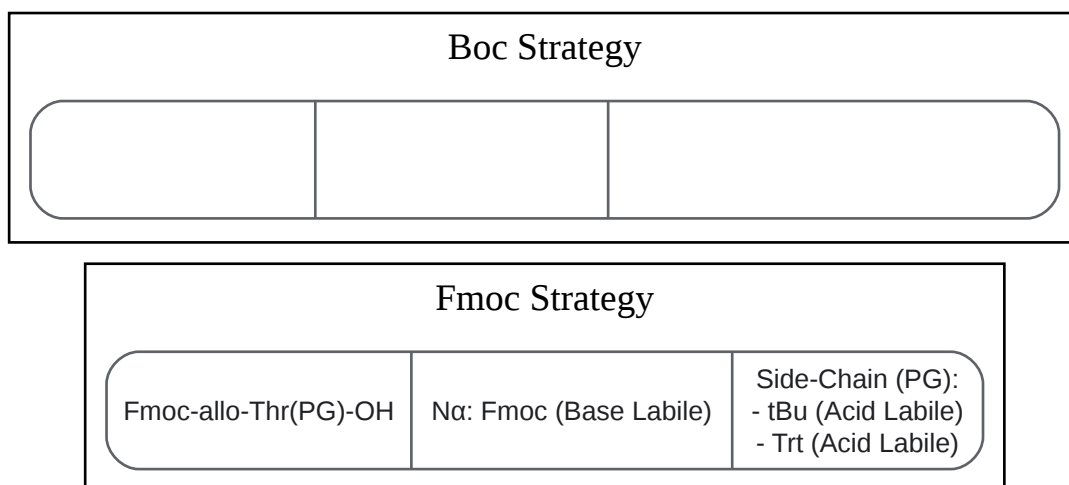 Boc Strategy
Fmoc Strategy
Fmoc-allo-Thr(PG)-OH
Nα: Fmoc (Base Labile)
Side-Chain (PG):
- tBu (Acid Labile)
- Trt (Acid Labile)